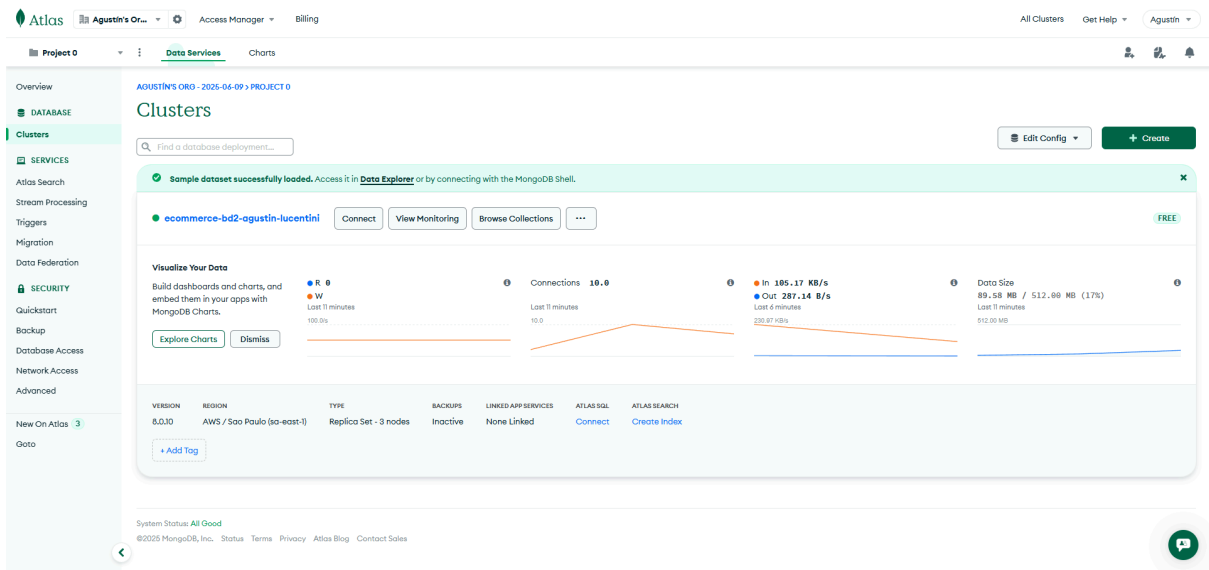 Atlas
Agustín's Or...
Access Manager
Billing
All Clusters
Get Help
Agustín
Project 0
Data Services
Charts
Overview
DATABASE
Clusters
SERVICES
Atlas Search
Stream Processing
Triggers
Migration
Data Federation
SECURITY
Quickstart
Backup
Database Access
Network Access
Advanced
New On Atlas 3
Goto
AGUSTÍN'S ORG - 2025-06-09 > PROJECT 0
Clusters
Find a database deployment...
Edit Config
+ Create
Sample dataset successfully loaded. Access it in Data Explorer or by connecting with the MongoDB Shell.
ecommerce-bd2-agustin-lucentini
Connect
View Monitoring
Browse Collections
...
FREE
Visualize Your Data
Build dashboards and charts, and
embed them in your apps with
MongoDB Charts.
Explore Charts
Dismiss
R 0
W
Last 11 minutes
100.0/s
Connections 10.0
Last 11 minutes
10.0
In 105.17 KB/s
Out 287.14 B/s
Last 6 minutes
230.97 KB/s
Data Size
89.58 MB / 512.00 MB (17%)
Last 11 minutes
512.00 MB
VERSION
8.0.10
REGION
AWS / Sao Paulo (sa-east-1)
TYPE
Replica Set - 3 nodes
BACKUPS
Inactive
LINKED APP SERVICES
None Linked
ATLAS SQL
Connect
ATLAS SEARCH
Create Index
+ Add Tag
System Status: All Good
©2025 MongoDB, Inc. Status Terms Privacy Atlas Blog Contact Sales